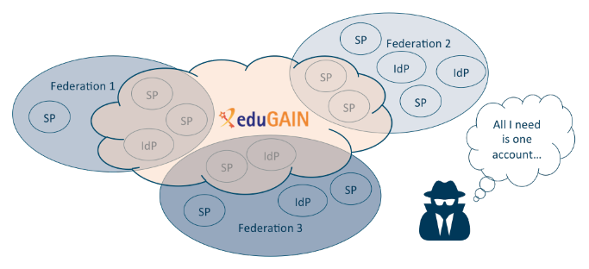 Federation 1
SP
SP
SP
IdP
eduGAIN
SP
SP
Federation 2
SP
IdP
IdP
SP
SP
IdP
SP
IdP
SP
Federation 3
All I need
is one
account...